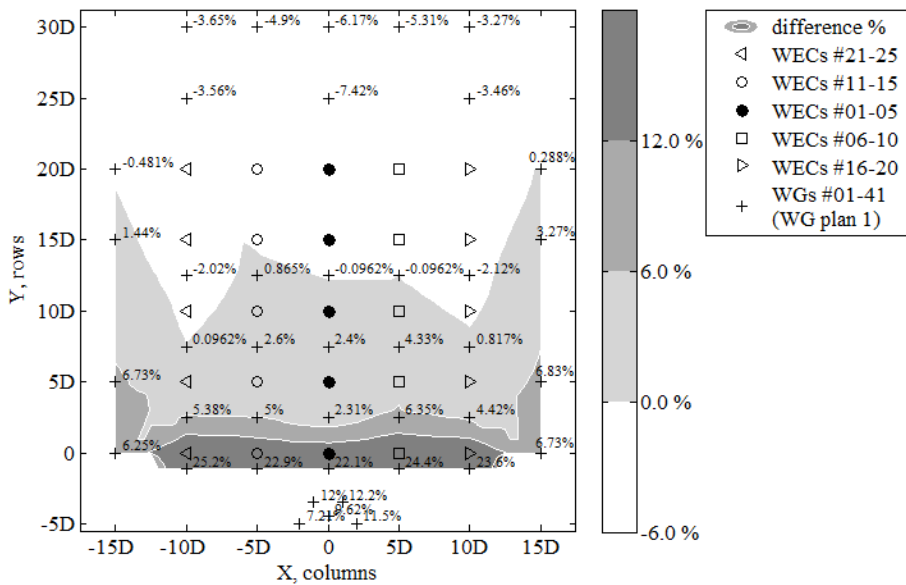 30D -3.65% -4.9% -6.17% -5.31% -3.27%
25D -3.56% -7.42% -3.46%
20D -0.481% 0.288%
15D 1.44% 3.27%
-2.02% 0.865% -0.0962% -0.0962% -2.12%
10D
0.0962% 2.6% 2.4% 4.33% 0.817%
5D 6.73% 6.83%
5.38% 5% 2.31% 6.35% 4.42%
0 6.25% 6.73%
25.2% 22.9% 22.1% 24.4% 23.6%
12% 12.2%
9.62%
-5D 7.21% 11.5%
-15D -10D -5D 0 5D 10D 15D
X, columns
Y, rows
12.0 %
6.0 %
0.0 %
-6.0 %
difference %
WECs #21-25
WECs #11-15
WECs #01-05
WECs #06-10
WECs #16-20
WGs #01-41
(WG plan 1)